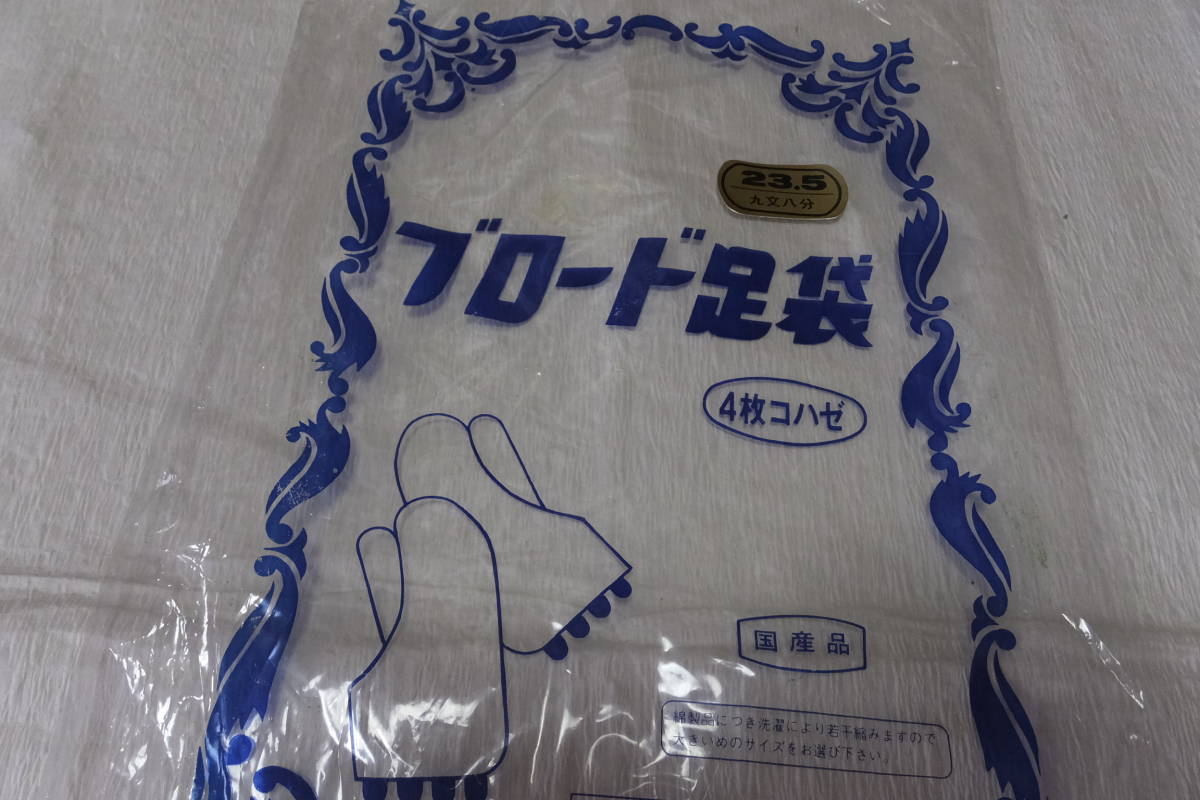 23.5
九文八分
ブロード足袋
4枚コハゼ
国産品
綿製品につき洗濯により若干縮みますので
大きいめのサイズをお選び下さい。